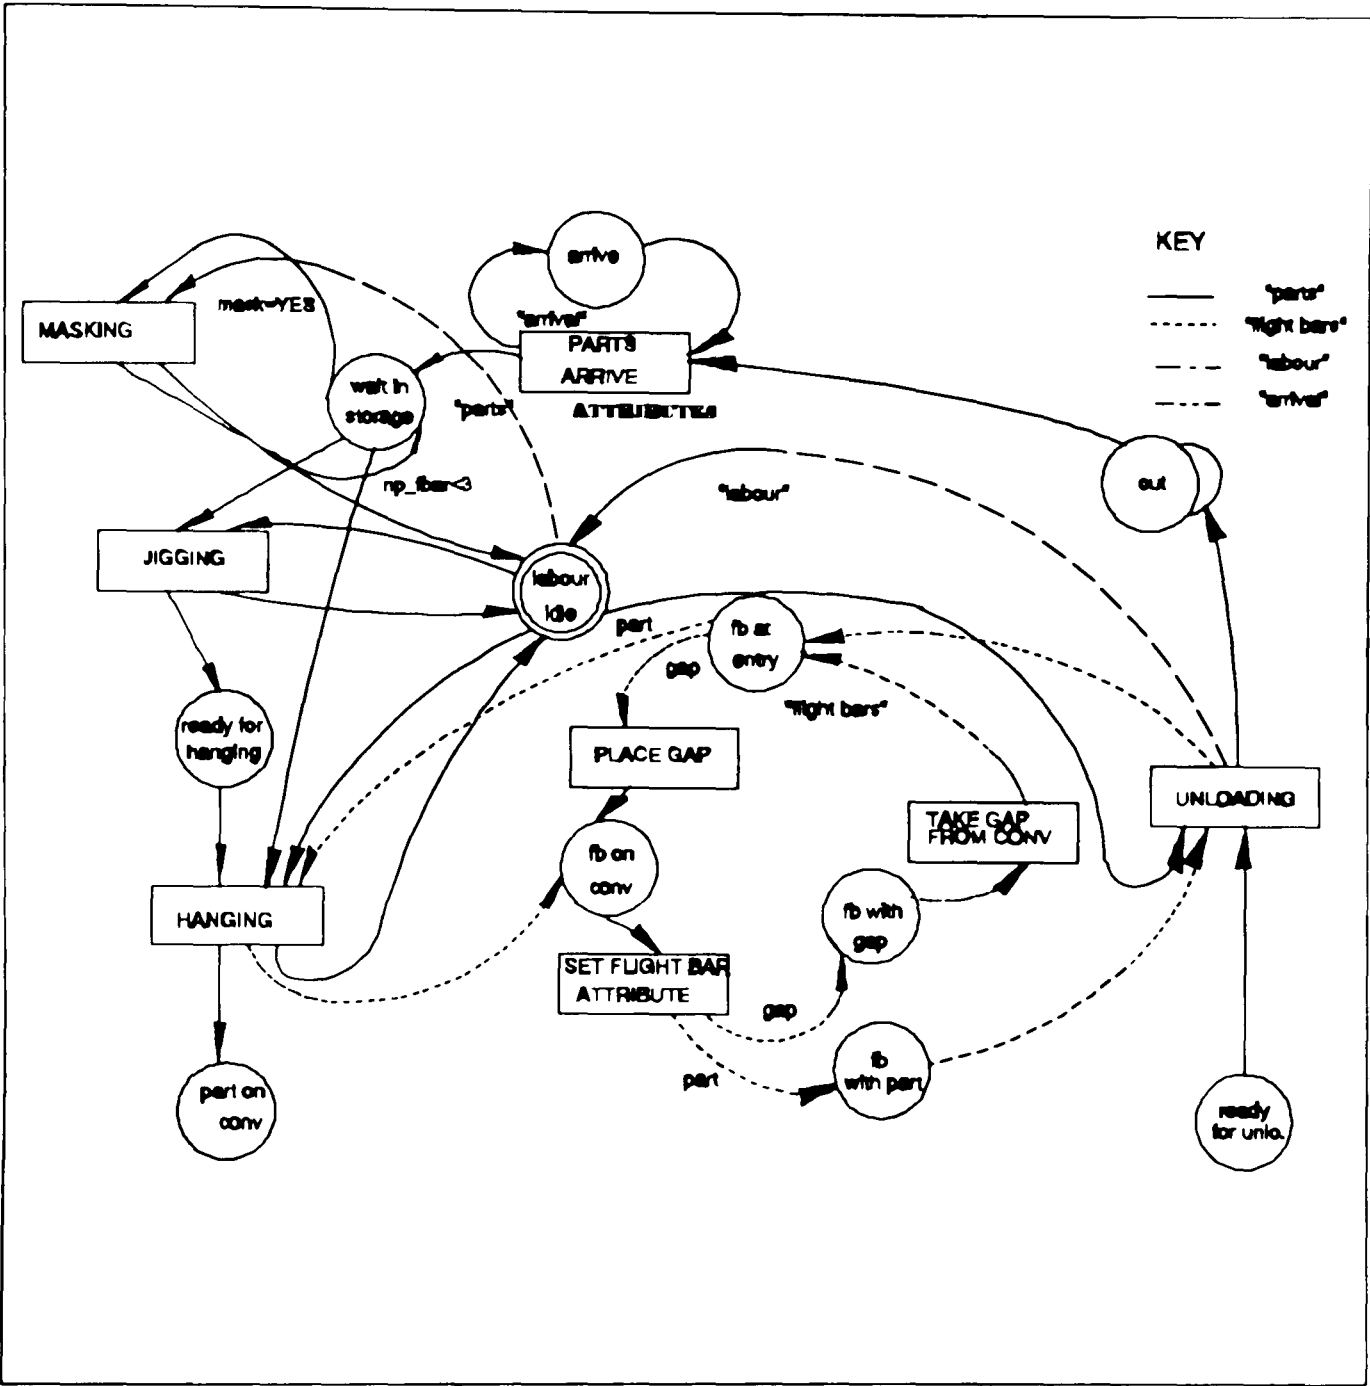 KEY
"parts"
"flight bars"
"labour"
"arrival"
arrive
"arrival"
PARTS
ARRIVE
ATTRIBUTES
mask=YES
MASKING
wait in
storage
"parts"
np_fbar<3
out
"labour"
JIGGING
labour
idle
part
fb at
entry
gap
"flight bars"
ready for
hanging
PLACE GAP
UNLOADING
TAKE GAP
FROM CONV
fb on
conv
HANGING
fb with
gap
SET FLIGHT BAR
ATTRIBUTE
gap
part
fb
with part
part on
conv
ready
for unlo.